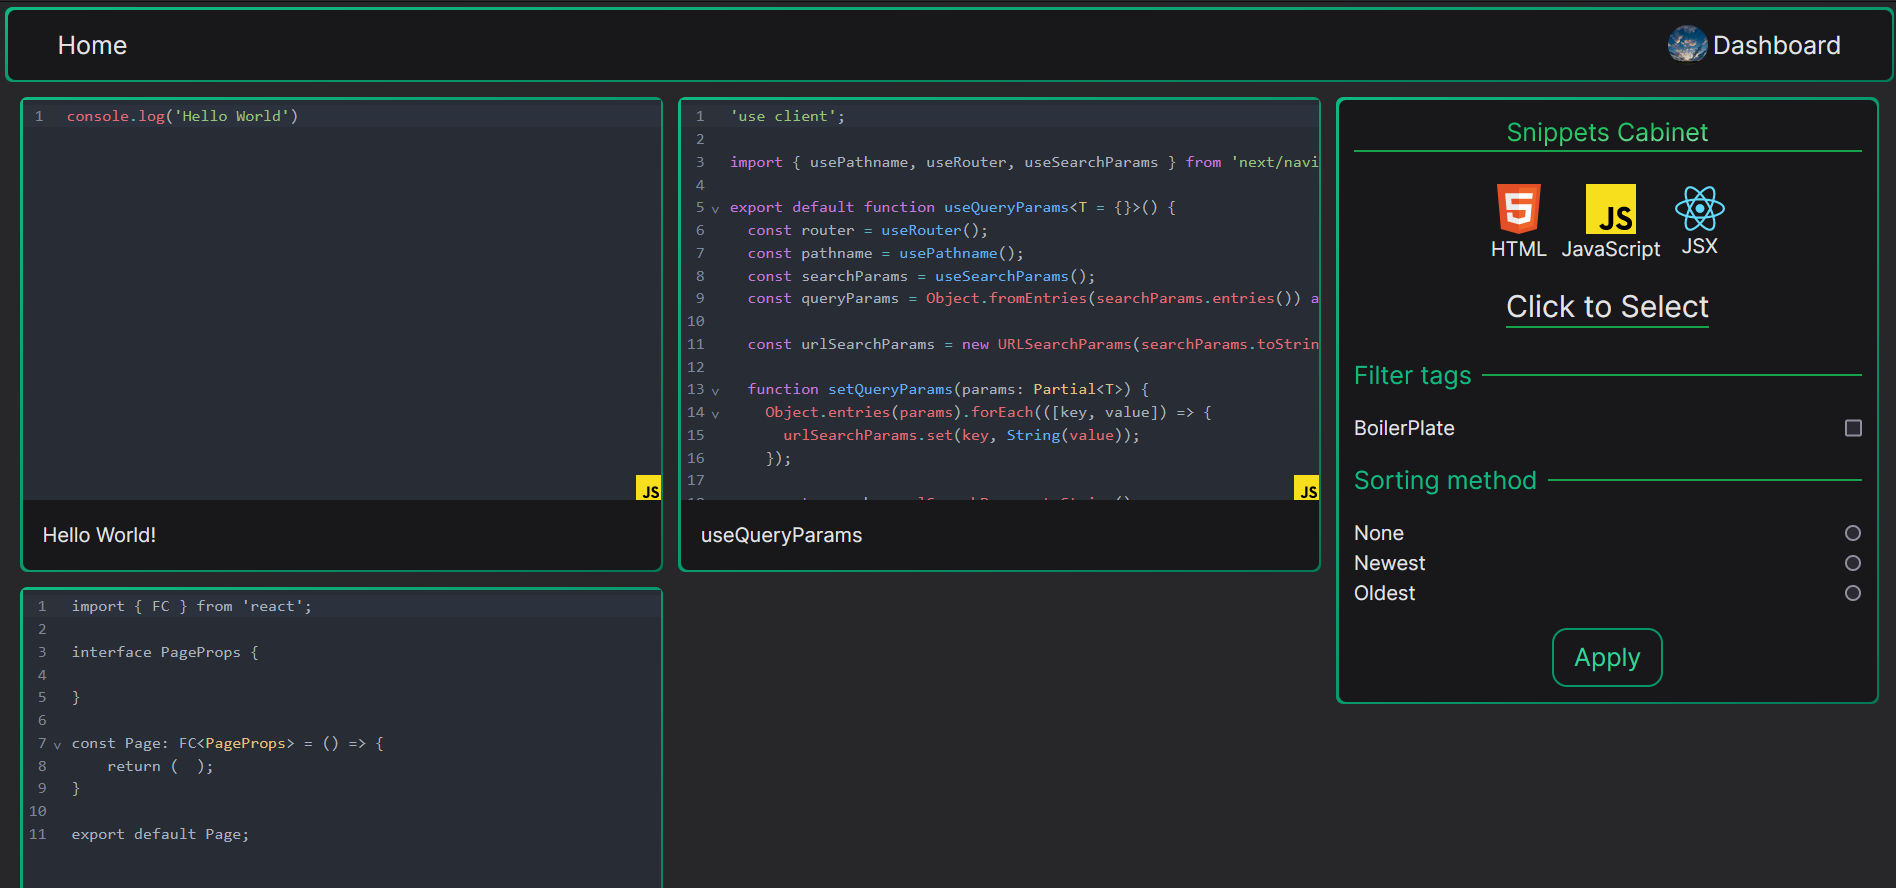 Home
Dashboard
1 console.log('Hello World')
JS
Hello World!
1 'use client';
2
3 import { usePathname, useRouter, useSearchParams } from 'next/navi
4
5 export default function useQueryParams<T = {}>() {
6 const router = useRouter();
7 const pathname = usePathname();
8 const searchParams = useSearchParams();
9 const queryParams = Object.fromEntries(searchParams.entries()) a
10
11 const urlSearchParams = new URLSearchParams(searchParams.toStrin
12
13 function setQueryParams(params: Partial<T>) {
14 Object.entries(params).forEach(([key, value]) => {
15 urlSearchParams.set(key, String(value));
16 });
17
JS
useQueryParams
1 import { FC } from 'react';
2
3 interface PageProps {
4
5 }
6
7 const Page: FC<PageProps> = () => {
8 return (  );
9 }
10
11 export default Page;
Snippets Cabinet
5 JS
HTML JavaScript JSX
Click to Select
Filter tags
BoilerPlate
Sorting method
None
Newest
Oldest
Apply